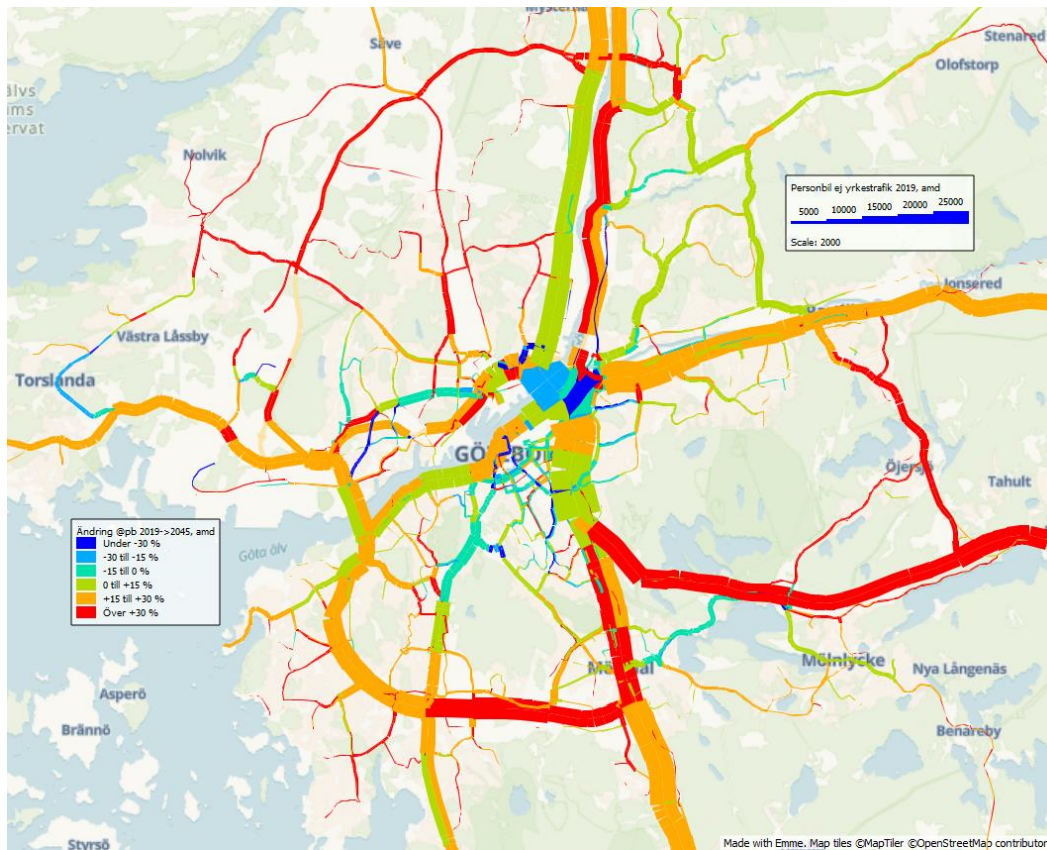 Säve
Stenared
Olofstorp
älvs
ervat
Nolvik
Personbil ej yrkestrafik 2019, amd
5000 10000 15000 20000 25000
Scale: 2000
Jonsered
Västra Låssby
Torslanda
Öjersjö
Tahult
Ändring @pb 2019->2045, amd
Under -30 %
-30 till -15 %
-15 till 0 %
0 till +15 %
+15 till +30 %
Över +30 %
Göta älv
Mölnlycke
Nya Långenäs
Asperö
Brännö
Benareby
Styrsö
Made with Emme. Map tiles ©MapTiler ©OpenStreetMap contributor